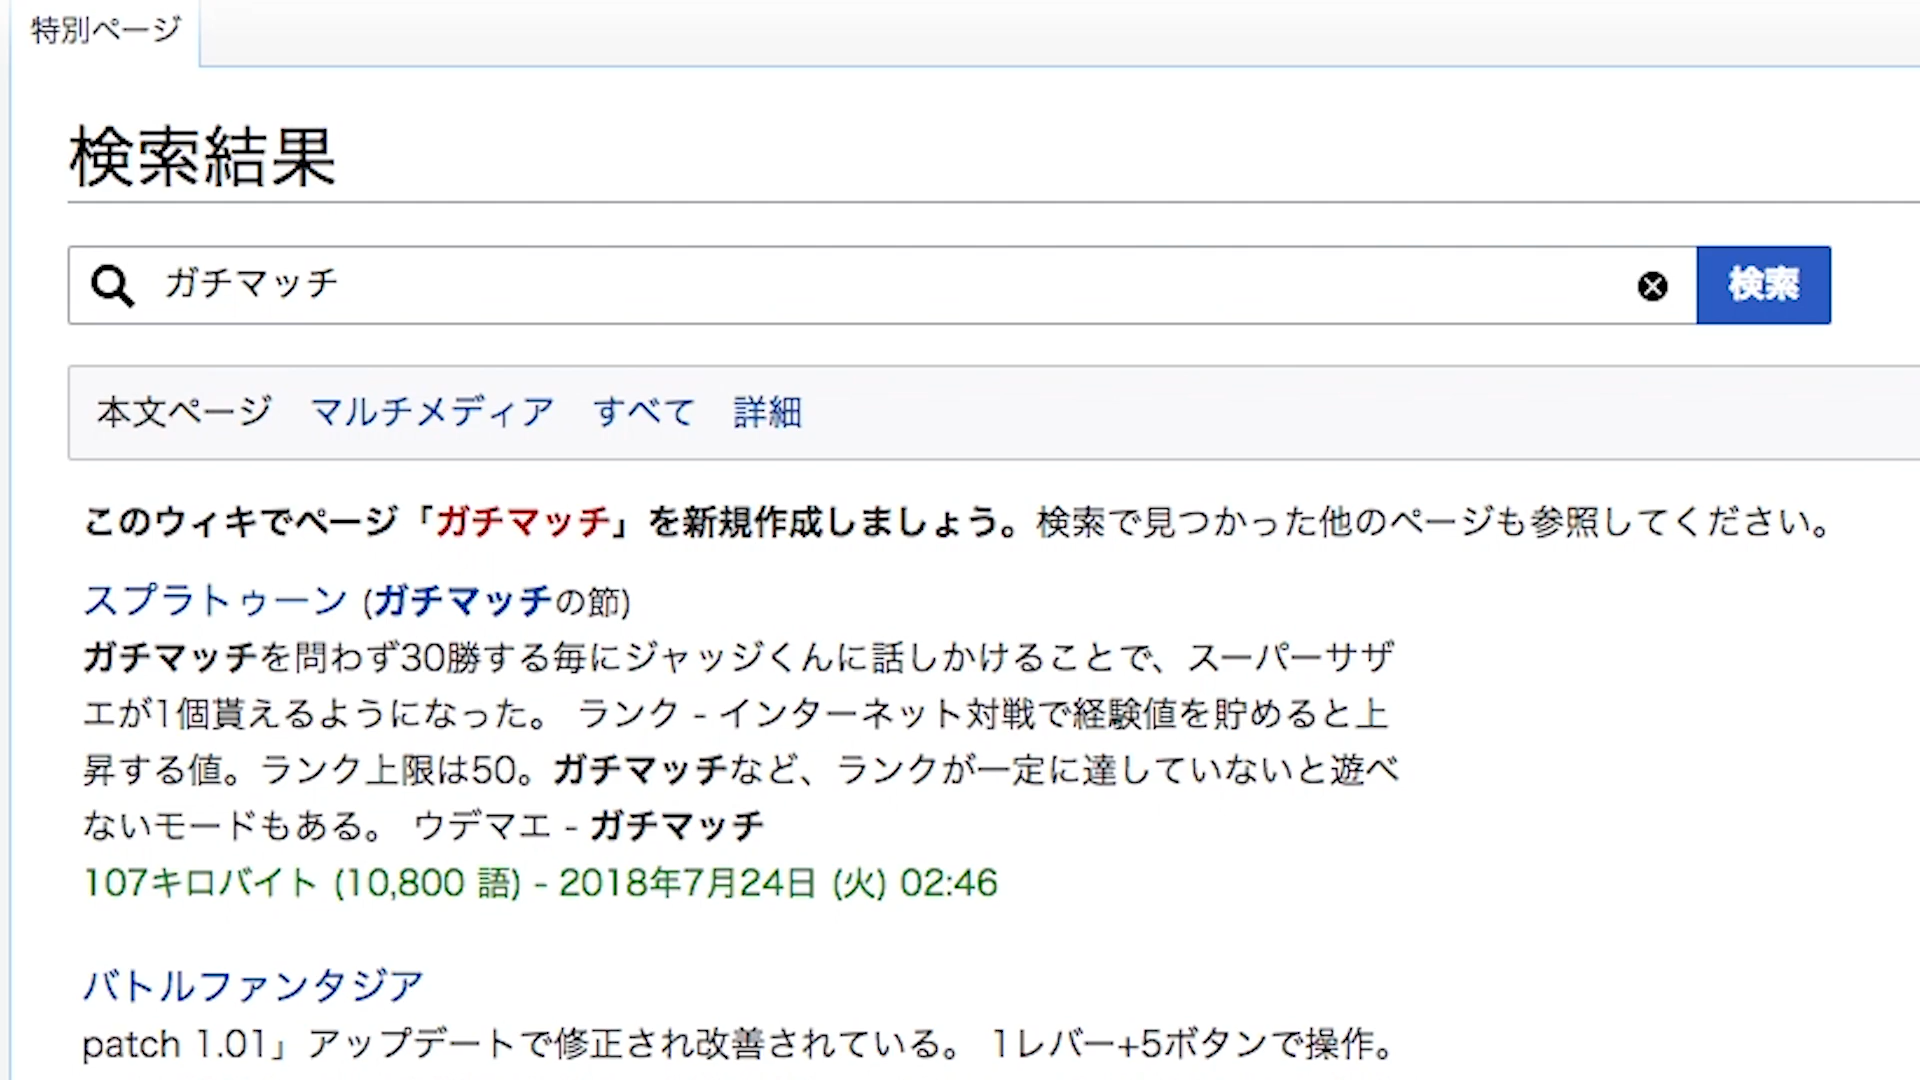 特別ページ
検索結果
ガチマッチ
検索
本文ページ マルチメディア すべて 詳細
このウィキでページ「ガチマッチ」を新規作成しましょう。検索で見つかった他のページも参照してください。
スプラトゥーン (ガチマッチの節)
ガチマッチを問わず30勝する毎にジャッジくんに話しかけることで、スーパーサザ
エが1個貰えるようになった。 ランク - インターネット対戦で経験値を貯めると上
昇する値。ランク上限は50。ガチマッチなど、ランクが一定に達していないと遊べ
ないモードもある。 ウデマエ - ガチマッチ
107キロバイト (10,800 語) - 2018年7月24日 (火) 02:46
バトルファンタジア
patch 1.01」アップデートで修正され改善されている。 1レバー+5ボタンで操作。